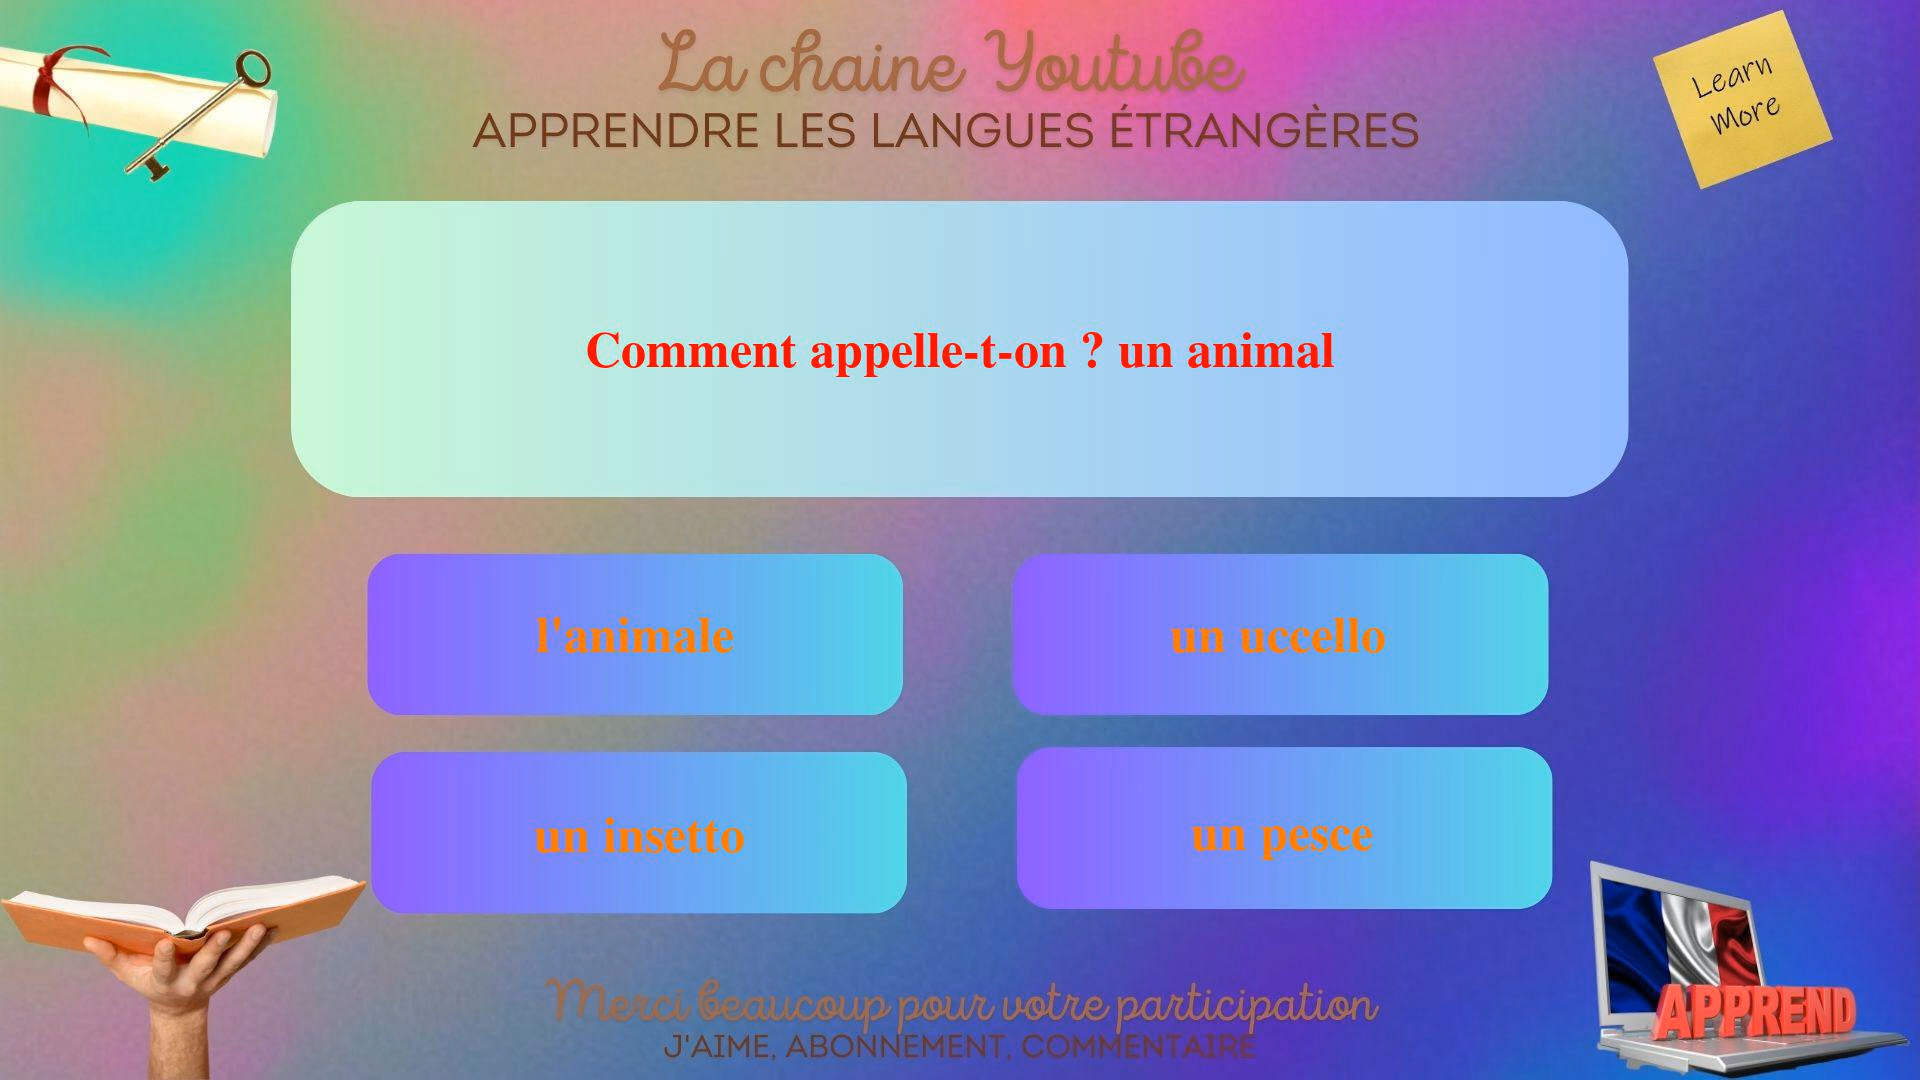 La chaine Youtube
APPRENDRE LES LANGUES ÉTRANGÈRES
Learn
More
Comment appelle-t-on ? un animal
l'animale
un uccello
un insetto
un pesce
Merci beaucoup pour votre participation
J'AIME, ABONNEMENT, COMMENTAIRE
APPREND